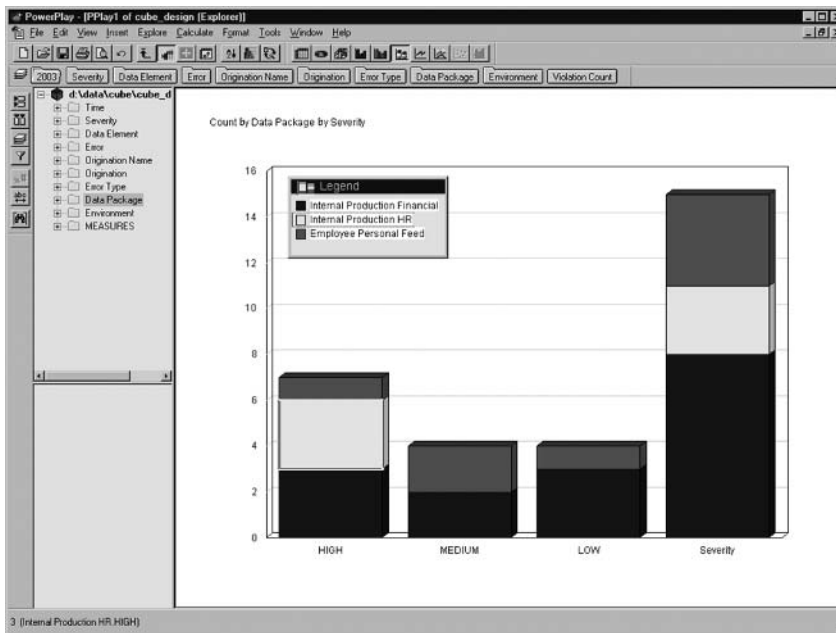 PowerPlay - [PPlay1 of cube_design (Explorer)]
File Edit View Insert Explore Calculate Format Tools Window Help
2003 Severity Data Element Error Origination Name Origination Error Type Data Package Environment Violation Count
d:\data\cube\cube_d
Time
Severity
Data Element
Error
Origination Name
Origination
Error Type
Data Package
Environment
MEASURES
Count by Data Package by Severity
Legend
Internal Production Financial
Internal Production HR
Employee Personal Feed
16
14
12
10
8
6
4
2
0
HIGH MEDIUM LOW Severity
3 (Internal Production HR.HIGH)